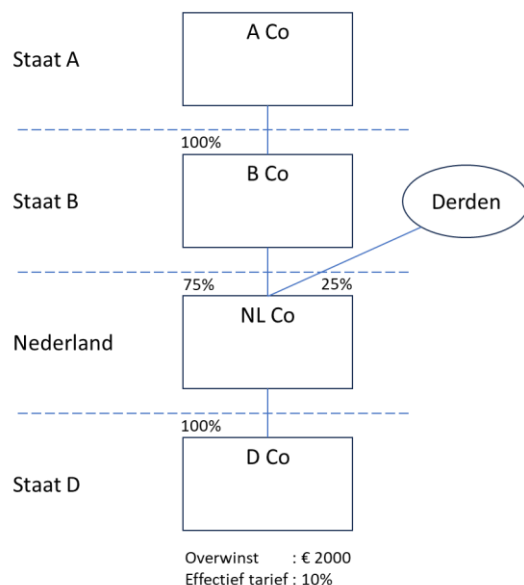 A Co
Staat A
100%
B Co
Staat B
Derden
75%
25%
NL Co
Nederland
100%
D Co
Staat D
Overwinst : € 2000
Effectief tarief : 10%